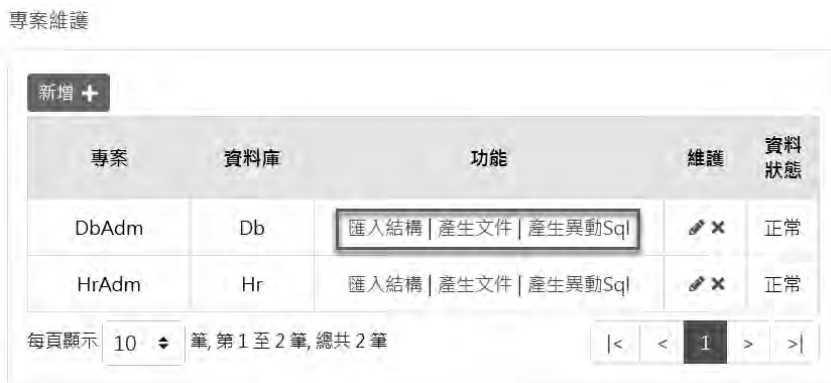 專案維護
新增 ✚
專案 資料庫 功能 維護 資料
狀態
DbAdm Db 匯入結構 | 產生文件 | 產生異動Sql 正常
HrAdm Hr 匯入結構 | 產生文件 | 產生異動Sql 正常
每頁顯示 10 筆, 第 1 至 2 筆, 總共 2 筆 |< < 1 > >|